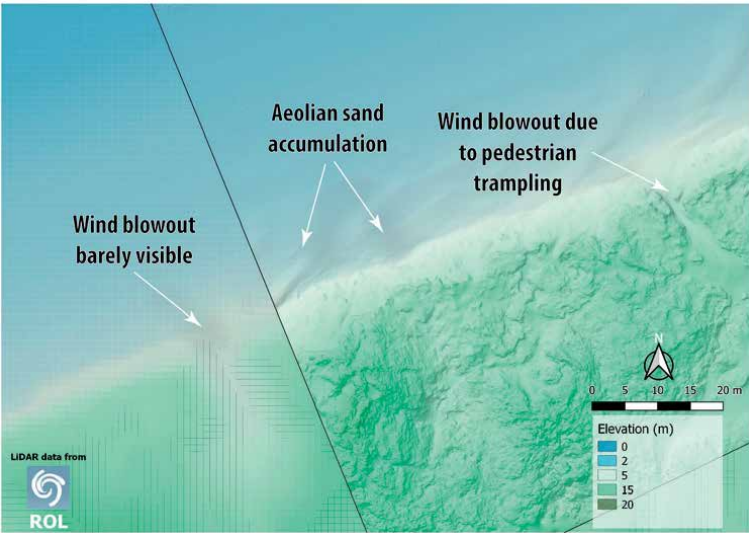 Aeolian sand
accumulation
Wind blowout due
to pedestrian
trampling
Wind blowout
barely visible
N
0 5 10 15 20 m
Elevation (m)
0
2
5
15
20
LiDAR data from
ROL